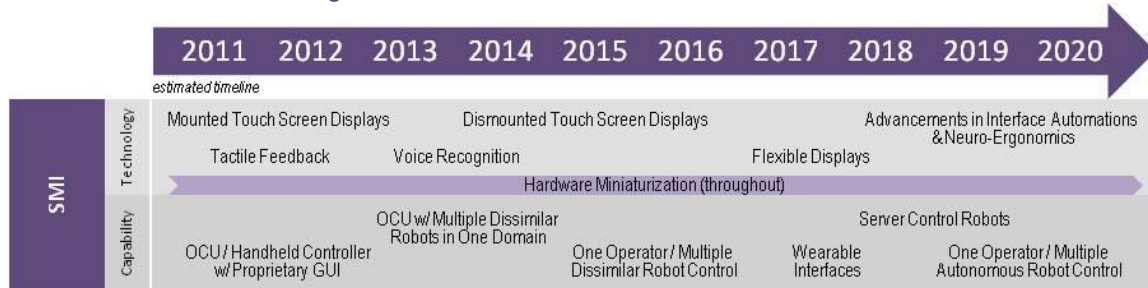 2011 2012 2013 2014 2015 2016 2017 2018 2019 2020
estimated timeline
SMI
Technology
Mounted Touch Screen Displays
Dismounted Touch Screen Displays
Advancements in Interface Automations
&Neuro-Ergonomics
Tactile Feedback
Voice Recognition
Flexible Displays
Hardware Miniaturization (throughout)
Capability
OCU / Handheld Controller
w/ Proprietary GUI
OCU w/ Multiple Dissimilar
Robots in One Domain
One Operator / Multiple
Dissimilar Robot Control
Wearable
Interfaces
Server Control Robots
One Operator / Multiple
Autonomous Robot Control